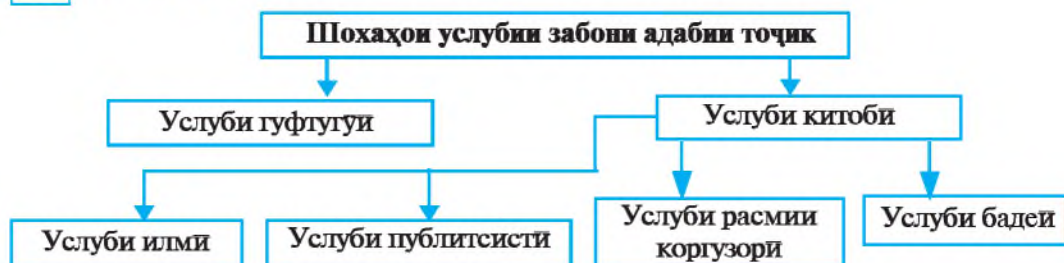 Шохаҳои услубии забони адабии тоҷик
Услуби гуфтугӯӣ
Услуби китобӣ
Услуби илмӣ
Услуби публитсистӣ
Услуби расмии
коргузорӣ
Услуби бадеӣ